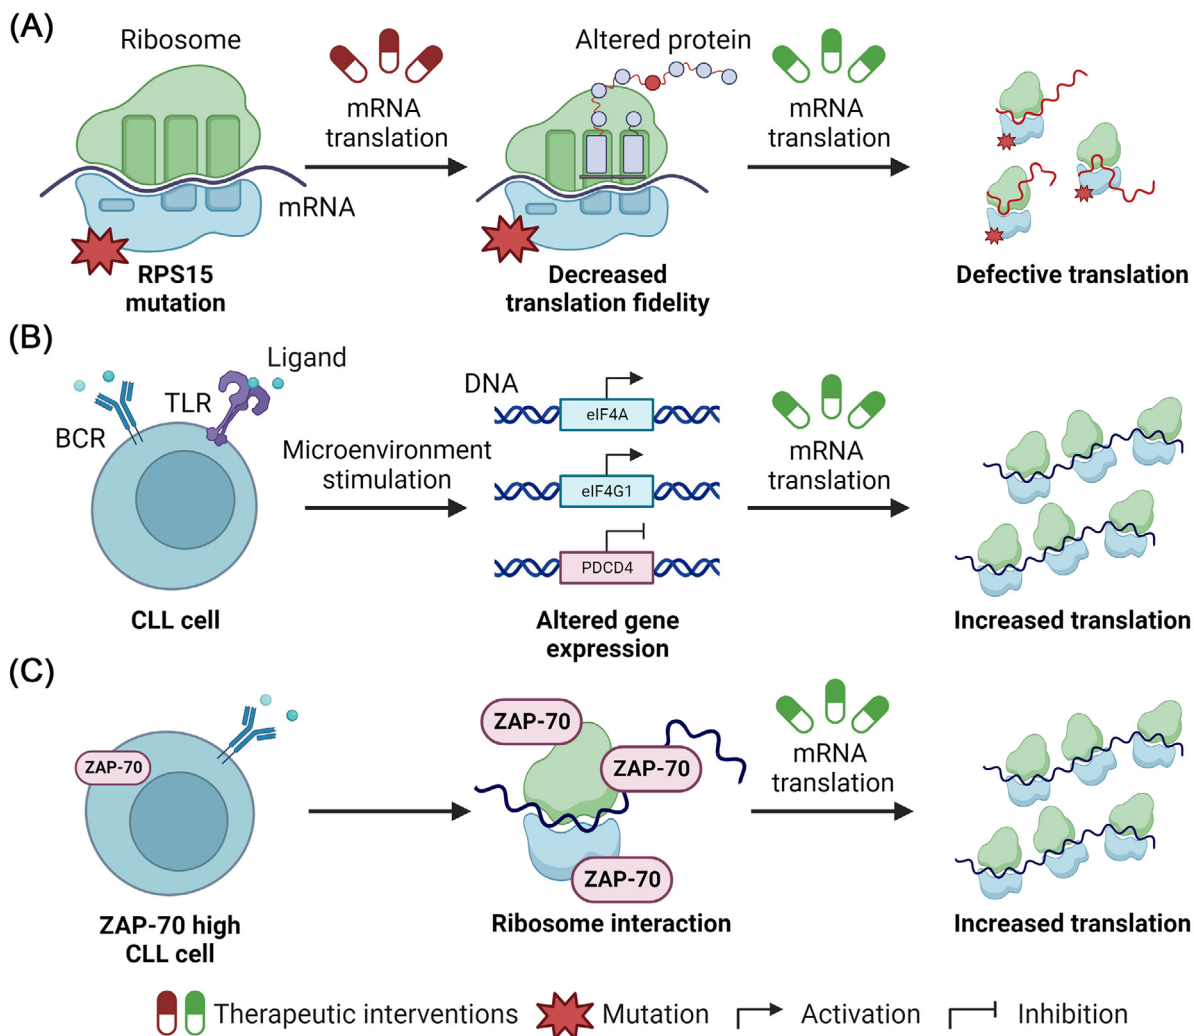 (A)
Ribosome
mRNA
translation
Altered protein
mRNA
translation
mRNA
RPS15
mutation
Decreased
translation fidelity
Defective translation
(B)
Ligand
TLR
BCR
DNA
eIF4A
Microenvironment
stimulation
eIF4G1
PDCD4
mRNA
translation
CLL cell
Altered gene
expression
Increased translation
(C)
ZAP-70
ZAP-70
ZAP-70
ZAP-70
mRNA
translation
ZAP-70 high
CLL cell
Ribosome interaction
Increased translation
Therapeutic interventions
Mutation
Activation
Inhibition